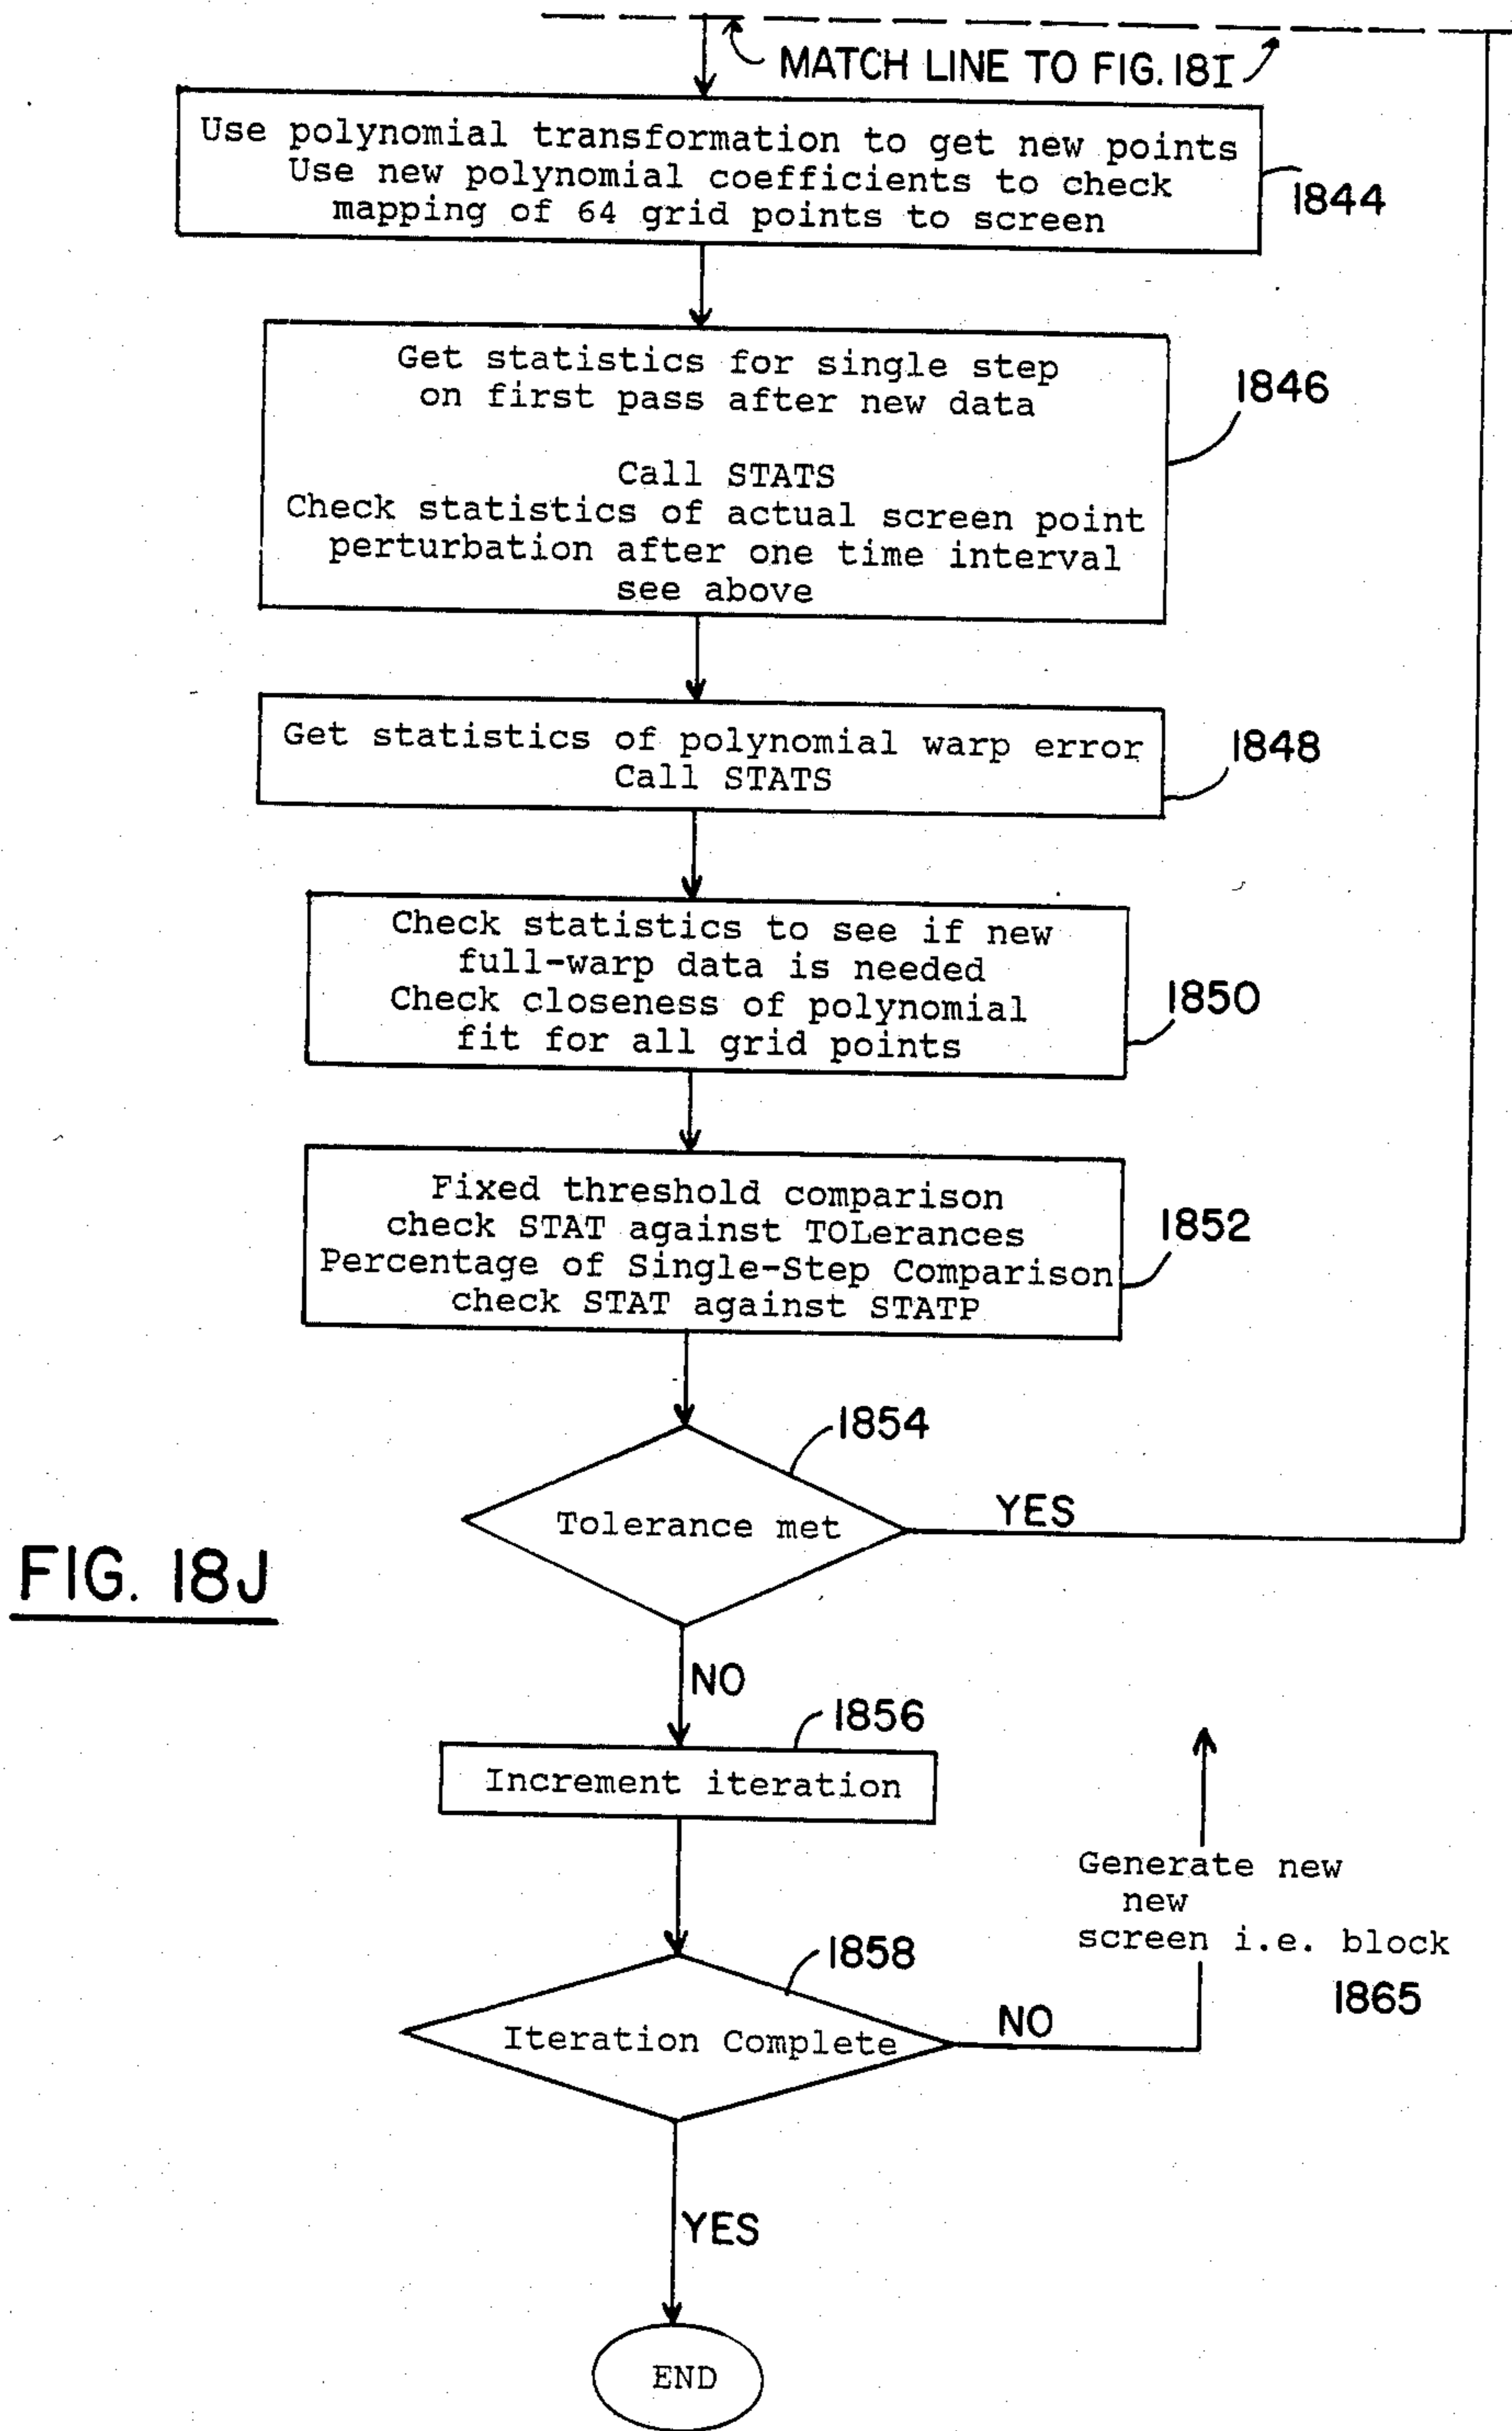 MATCH LINE TO FIG. 18I
Use polynomial transformation to get new points
Use new polynomial coefficients to check
mapping of 64 grid points to screen
1844
Get statistics for single step
on first pass after new data
1846
Call STATS
Check statistics of actual screen point
perturbation after one time interval
see above
Get statistics of polynomial warp error
Call STATS
1848
Check statistics to see if new
full-warp data is needed
Check closeness of polynomial
fit for all grid points
1850
Fixed threshold comparison
check STAT against TOLerances
Percentage of Single-Step Comparison
check STAT against STATP
1852
1854
Tolerance met
YES
FIG. 18J
NO
1856
Increment iteration
Generate new
new
screen i.e. block
1865
1858
Iteration Complete
NO
YES
END